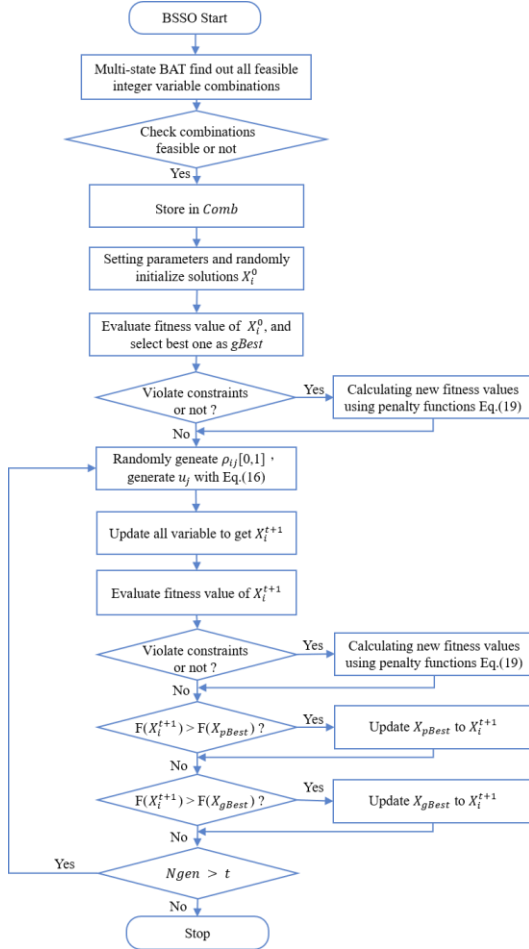 BSSO Start
Multi-state BAT find out all feasible
integer variable combinations
Check combinations
feasible or not
Yes
Store in Comb
Setting parameters and randomly
initialize solutions X_i^0
Evaluate fitness value of X_i^0, and
select best one as gBest
Violate constraints
or not ?
Yes
Calculating new fitness values
using penalty functions Eq.(19)
No
Randomly geneate ρ_ij[0,1]，
generate u_j with Eq.(16)
Update all variable to get X_i^{t+1}
Evaluate fitness value of X_i^{t+1}
Violate constraints
or not ?
Yes
Calculating new fitness values
using penalty functions Eq.(19)
No
F(X_i^{t+1}) > F(X_pBest) ?
Yes
Update X_pBest to X_i^{t+1}
No
F(X_i^{t+1}) > F(X_gBest) ?
Yes
Update X_gBest to X_i^{t+1}
No
Yes
Ngen > t
No
Stop